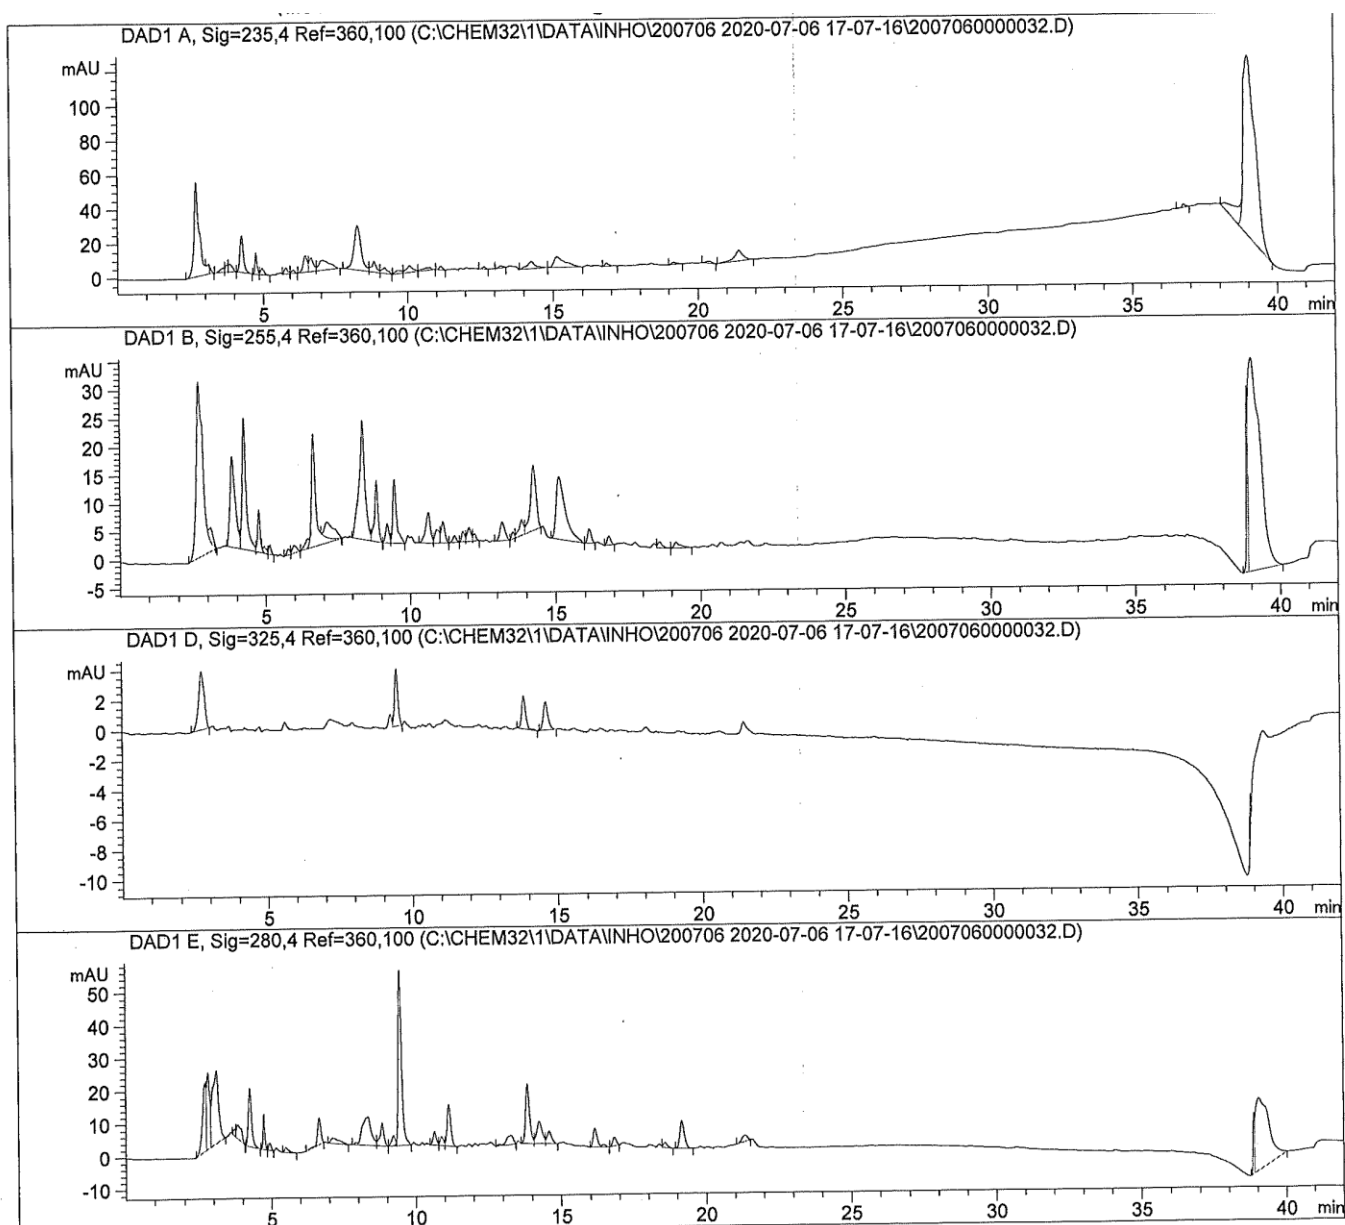 DAD1 A, Sig=235,4 Ref=360,100 (C:\CHEM32\1\DATA\INHO\200706 2020-07-06 17-07-16\2007060000032.D)
mAU
100
80
60
40
20
0
5 10 15 20 25 30 35 40 min
DAD1 B, Sig=255,4 Ref=360,100 (C:\CHEM32\1\DATA\INHO\200706 2020-07-06 17-07-16\2007060000032.D)
mAU
30
25
20
15
10
5
0
-5
5 10 15 20 25 30 35 40 min
DAD1 D, Sig=325,4 Ref=360,100 (C:\CHEM32\1\DATA\INHO\200706 2020-07-06 17-07-16\2007060000032.D)
mAU
2
0
-2
-4
-6
-8
-10
5 10 15 20 25 30 35 40 min
DAD1 E, Sig=280,4 Ref=360,100 (C:\CHEM32\1\DATA\INHO\200706 2020-07-06 17-07-16\2007060000032.D)
mAU
50
40
30
20
10
0
-10
5 10 15 20 25 30 35 40 min